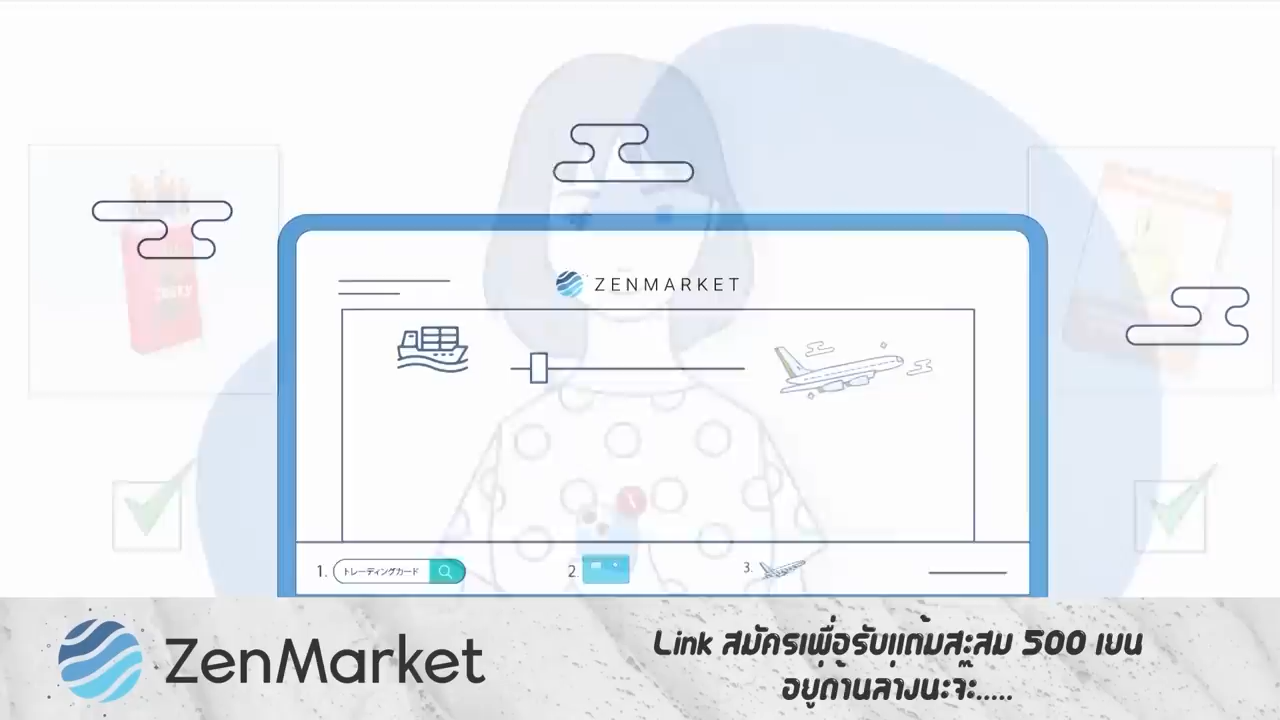 ZENMARKET
1. トレーディングカード
2.
3.
ZenMarket
Link สมัครเพื่อรับแต้มสะสม 500 เยน
อยู่ด้านล่างนะจ๊ะ.....